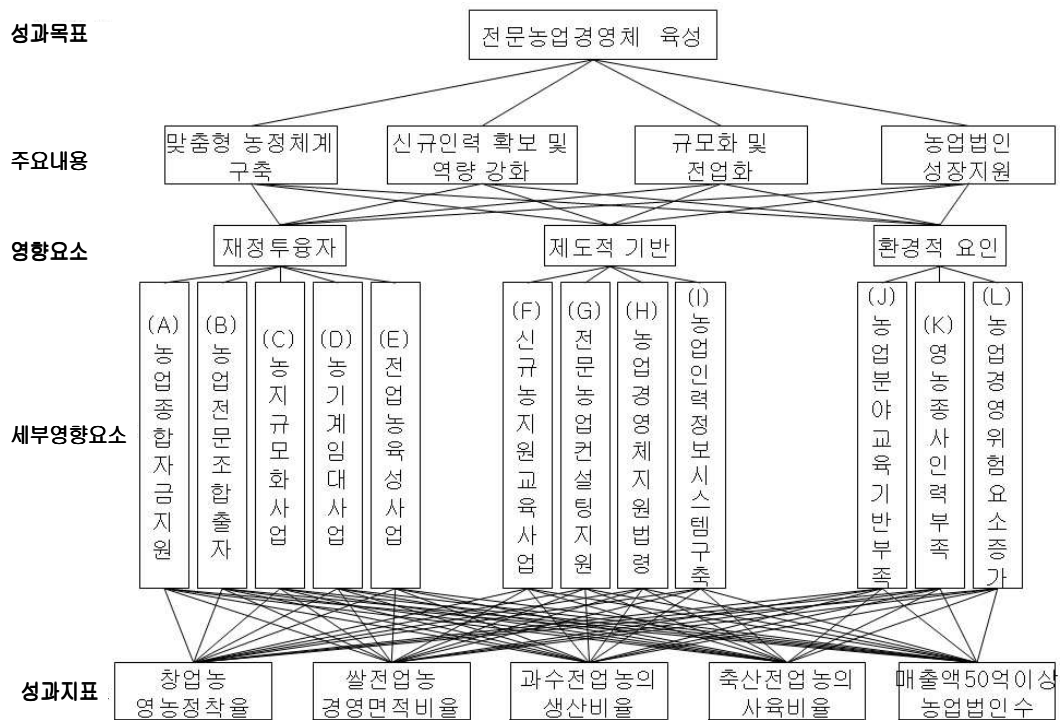 성과목표
전문농업경영체 육성
주요내용
맞춤형 농정체계
구축
신규인력 확보 및
역량 강화
규모화 및
전업화
농업법인
성장지원
영향요소
재정투융자
제도적 기반
환경적 요인
세부영향요소
(A)농업종합자금지원
(B)농업전문조합출자
(C)농지규모화사업
(D)농기계임대사업
(E)전업농육성사업
(F)신규농지원교육사업
(G)전문농업컨설팅지원
(H)농업경영체지원법령
(I)농업인력정보시스템구축
(J)농업분야교육기반부족
(K)영농종사인력부족
(L)농업경영위험요소증가
성과지표
창업농
영농정착율
쌀전업농
경영면적비율
과수전업농의
생산비율
축산전업농의
사육비율
매출액50억이상
농업법인수